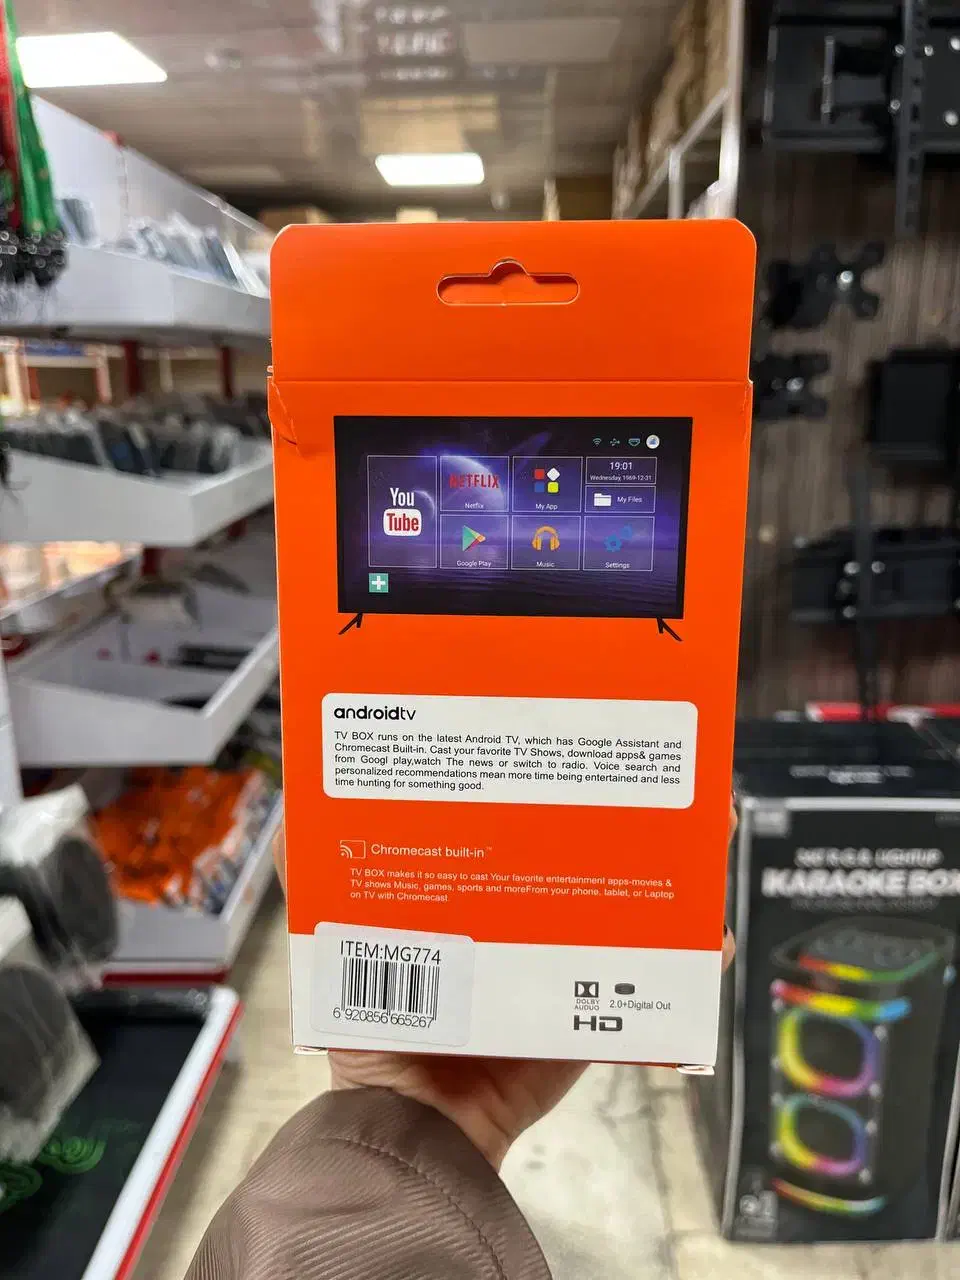 19:01
Wednesday, 1969-12-31
You
Tube
NETFLIX
Netflix
My App
My Files
Google Play
Music
Settings
androidtv
TV BOX runs on the latest Android TV, which has Google Assistant and
Chromecast Built-in. Cast your favorite TV Shows, download apps& games
from Googl play,watch The news or switch to radio. Voice search and
personalized recommendations mean more time being entertained and less
time hunting for something good.
Chromecast built-in™
TV BOX makes it so easy to cast Your favorite entertainment apps-movies &
TV shows Music, games, sports and moreFrom your phone, tablet, or Laptop
on TV with Chromecast.
ITEM:MG774
6 920856 665267
DOLBY
AUDUO
2.0+Digital Out
HD
LIGHTUP
KARAOKE BOX